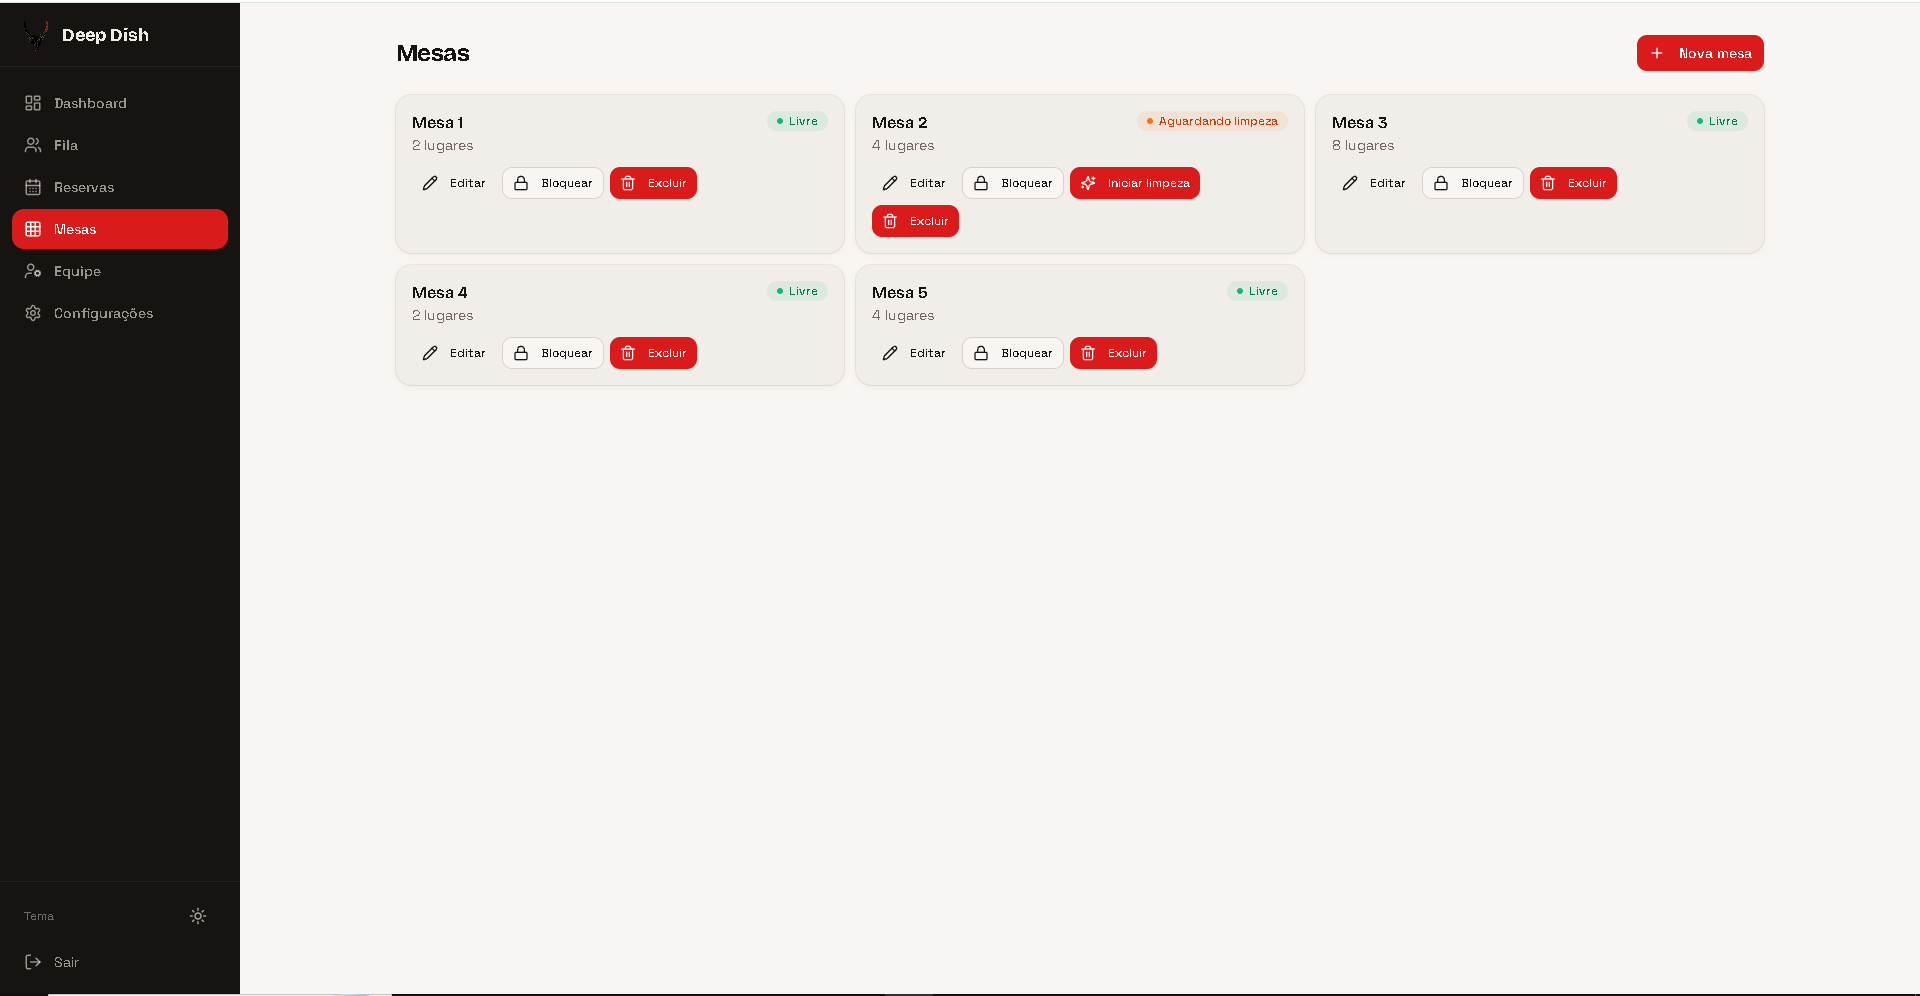 Deep Dish
Dashboard
Fila
Reservas
Mesas
Equipe
Configurações
Tema
Sair
Mesas
Nova mesa
Mesa 1
Livre
2 lugares
Editar
Bloquear
Excluir
Mesa 2
Aguardando limpeza
4 lugares
Editar
Bloquear
Iniciar limpeza
Excluir
Mesa 3
Livre
8 lugares
Editar
Bloquear
Excluir
Mesa 4
Livre
2 lugares
Editar
Bloquear
Excluir
Mesa 5
Livre
4 lugares
Editar
Bloquear
Excluir